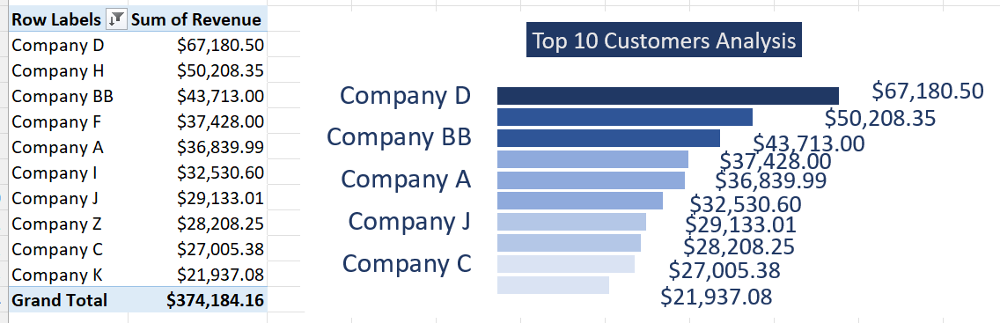 Row Labels Sum of Revenue
Company D $67,180.50
Company H $50,208.35
Company BB $43,713.00
Company F $37,428.00
Company A $36,839.99
Company I $32,530.60
Company J $29,133.01
Company Z $28,208.25
Company C $27,005.38
Company K $21,937.08
Grand Total $374,184.16
Top 10 Customers Analysis
Company D $67,180.50
$50,208.35
Company BB $43,713.00
$37,428.00
Company A $36,839.99
$32,530.60
Company J $29,133.01
$28,208.25
Company C $27,005.38
$21,937.08